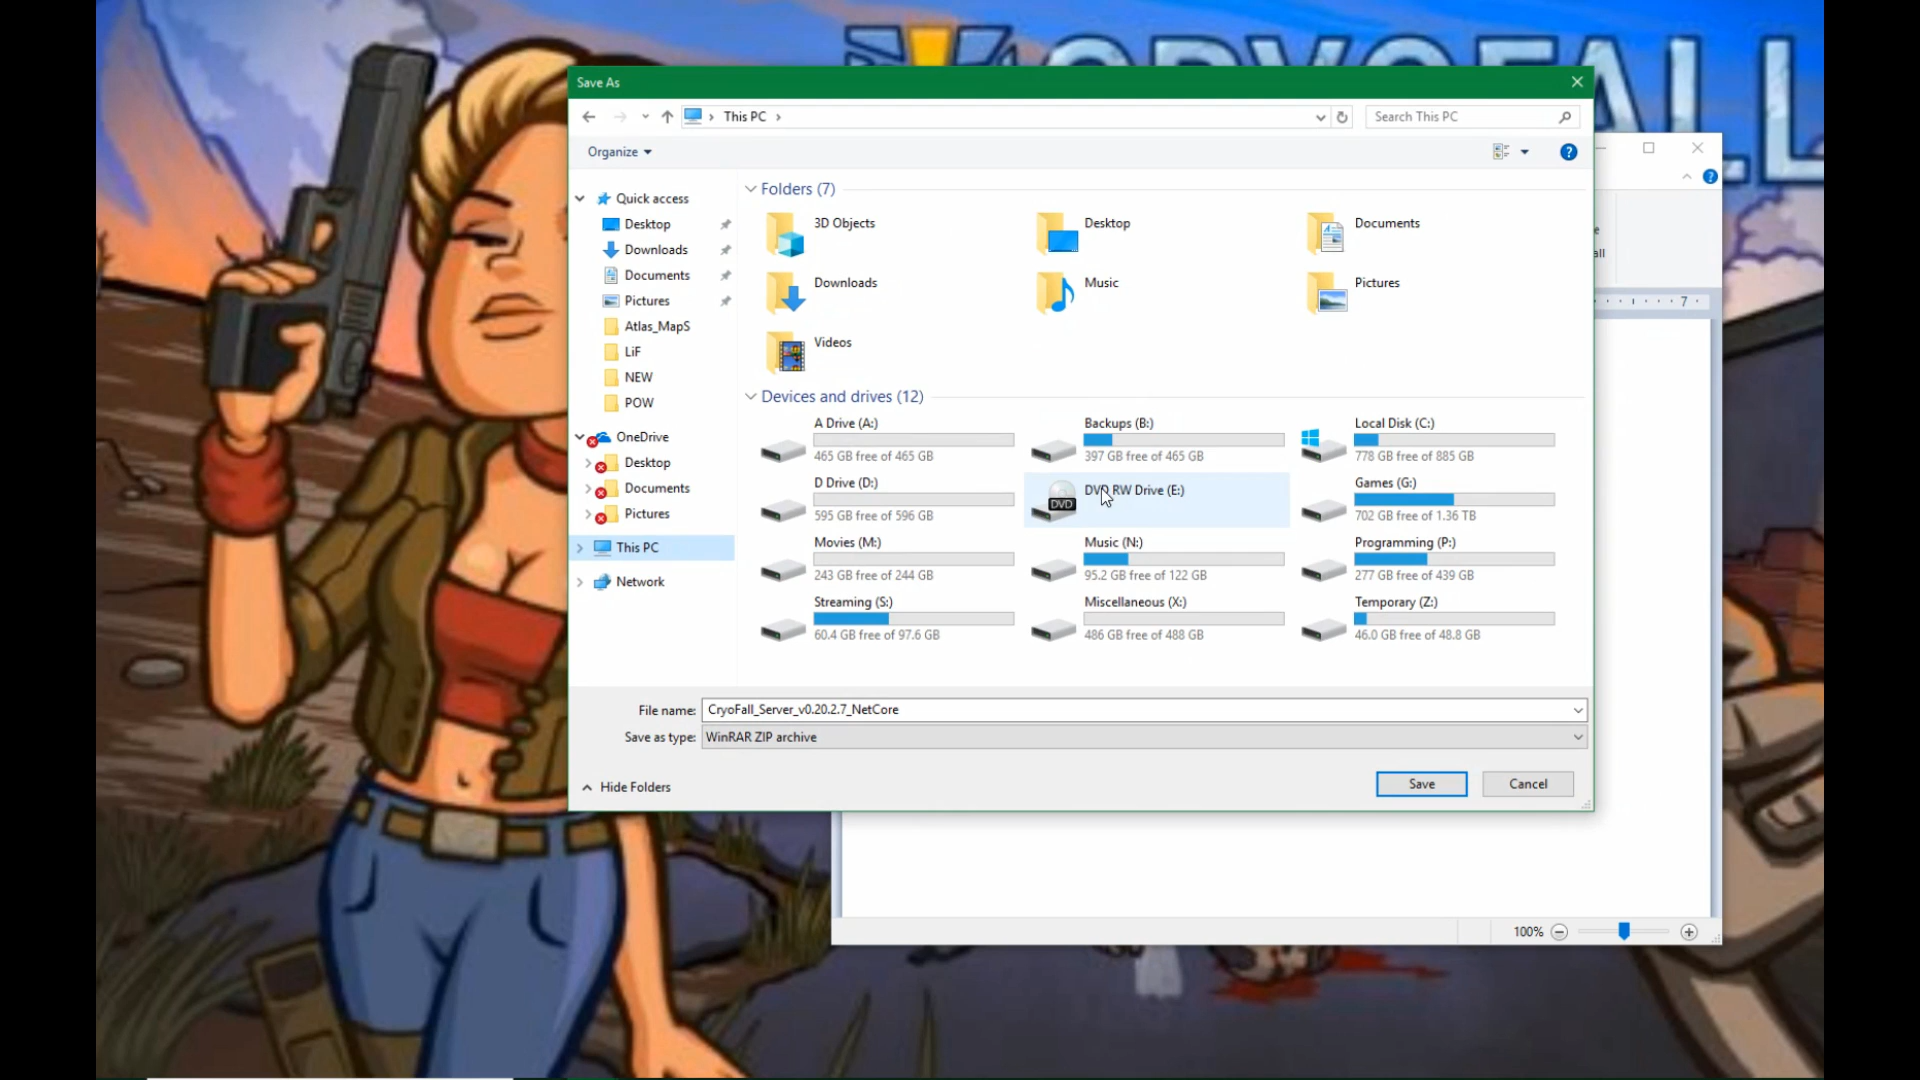 CRYOFALL
Save As
This PC
Search This PC
Organize
Quick access
Desktop
Downloads
Documents
Pictures
Atlas_MapS
LiF
NEW
POW
OneDrive
Desktop
Documents
Pictures
This PC
Network
Folders (7)
3D Objects
Desktop
Documents
Downloads
Music
Pictures
Videos
Devices and drives (12)
A Drive (A:)
465 GB free of 465 GB
Backups (B:)
397 GB free of 465 GB
Local Disk (C:)
778 GB free of 885 GB
D Drive (D:)
595 GB free of 596 GB
DVD RW Drive (E:)
DVD
Games (G:)
702 GB free of 1.36 TB
Movies (M:)
243 GB free of 244 GB
Music (N:)
95.2 GB free of 122 GB
Programming (P:)
277 GB free of 439 GB
Streaming (S:)
60.4 GB free of 97.6 GB
Miscellaneous (X:)
486 GB free of 488 GB
Temporary (Z:)
46.0 GB free of 48.8 GB
File name: CryoFall_Server_v0.20.2.7_NetCore
Save as type: WinRAR ZIP archive
Hide Folders
Save
Cancel
e
all
7
100%